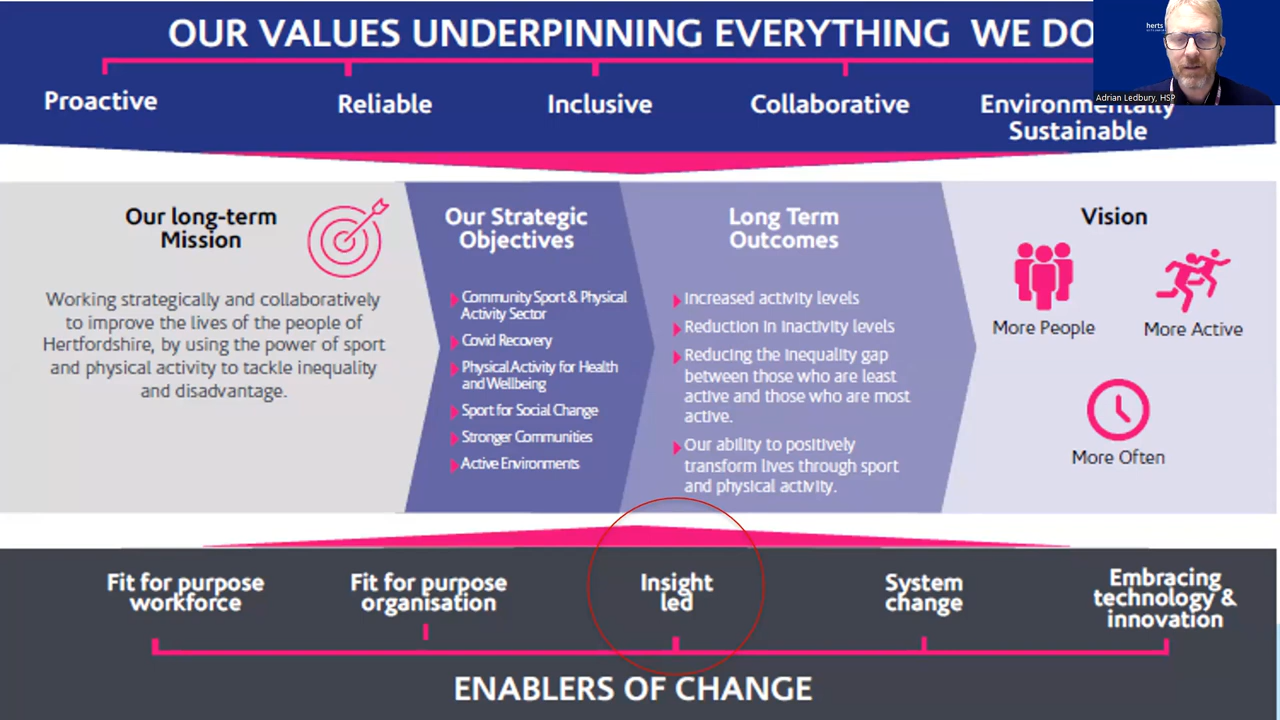 OUR VALUES UNDERPINNING EVERYTHING WE DO
herts
Adrian Ledbury, HSP
Proactive
Reliable
Inclusive
Collaborative
Environmentally
Sustainable
Our long-term
Mission
Working strategically and collaboratively
to improve the lives of the people of
Hertfordshire, by using the power of sport
and physical activity to tackle inequality
and disadvantage.
Our Strategic
Objectives
Community Sport & Physical
Activity Sector
Covid Recovery
Physical Activity for Health
and Wellbeing
Sport for Social Change
Stronger Communities
Active Environments
Long Term
Outcomes
Increased activity levels
Reduction in inactivity levels
Reducing the inequality gap
between those who are least
active and those who are most
active.
Our ability to positively
transform lives through sport
and physical activity.
Vision
More People
More Active
More Often
Fit for purpose
workforce
Fit for purpose
organisation
Insight
led
System
change
Embracing
technology &
innovation
ENABLERS OF CHANGE